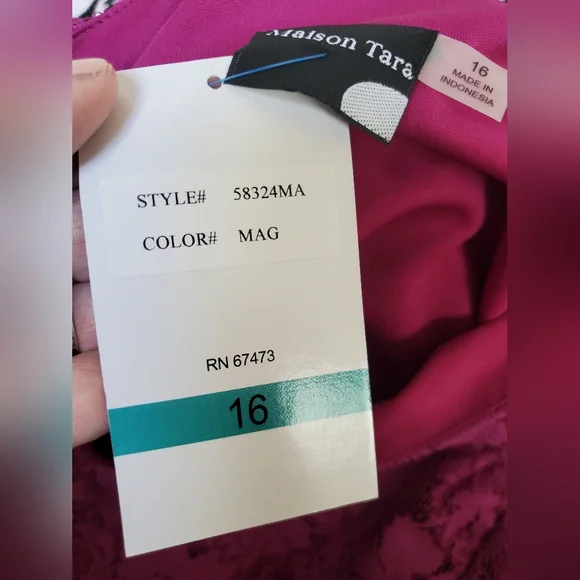 Maison Tara
16
MADE IN
INDONESIA
STYLE# 58324MA
COLOR# MAG
RN 67473
16